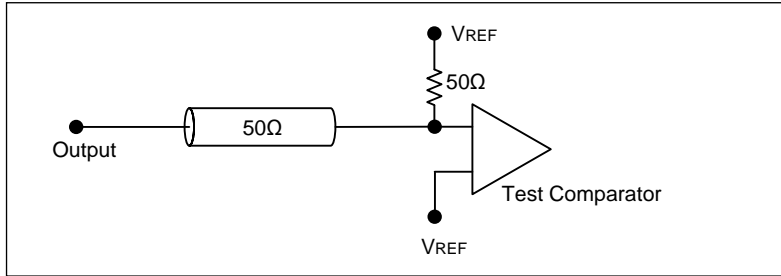 VREF
50Ω
50Ω
Output
Test Comparator
VREF